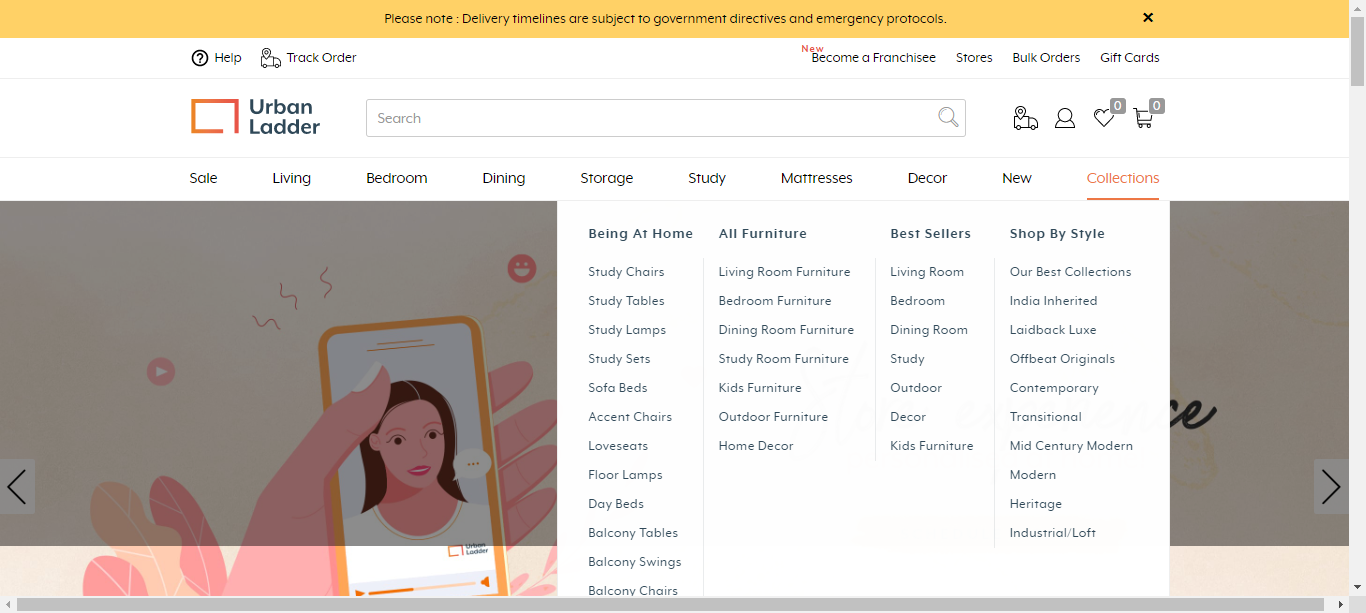 Please note : Delivery timelines are subject to government directives and emergency protocols.
Help
Track Order
New
Become a Franchisee
Stores
Bulk Orders
Gift Cards
Urban
Ladder
Search
0
0
Sale
Living
Bedroom
Dining
Storage
Study
Mattresses
Decor
New
Collections
Being At Home
Study Chairs
Study Tables
Study Lamps
Study Sets
Sofa Beds
Accent Chairs
Loveseats
Floor Lamps
Day Beds
Balcony Tables
Balcony Swings
Balcony Chairs
All Furniture
Living Room Furniture
Bedroom Furniture
Dining Room Furniture
Study Room Furniture
Kids Furniture
Outdoor Furniture
Home Decor
Best Sellers
Living Room
Bedroom
Dining Room
Study
Outdoor
Decor
Kids Furniture
Shop By Style
Our Best Collections
India Inherited
Laidback Luxe
Offbeat Originals
Contemporary
Transitional
Mid Century Modern
Modern
Heritage
Industrial/Loft
experience
Urban
Ladder